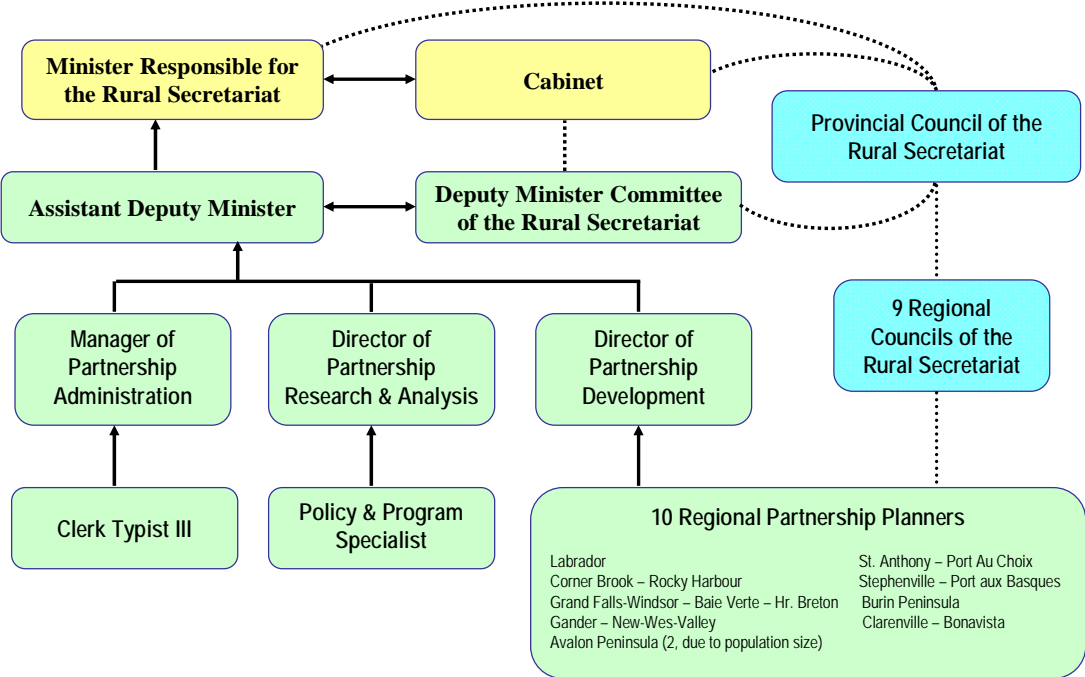 Minister Responsible for
the Rural Secretariat
Cabinet
Provincial Council of the
Rural Secretariat
Assistant Deputy Minister
Deputy Minister Committee
of the Rural Secretariat
9 Regional
Councils of the
Rural Secretariat
Manager of
Partnership
Administration
Director of
Partnership
Research & Analysis
Director of
Partnership
Development
Clerk Typist III
Policy & Program
Specialist
10 Regional Partnership Planners
Labrador
Corner Brook – Rocky Harbour
Grand Falls-Windsor – Baie Verte – Hr. Breton
Gander – New-Wes-Valley
Avalon Peninsula (2, due to population size)
St. Anthony – Port Au Choix
Stephenville – Port aux Basques
Burin Peninsula
Clarenville – Bonavista